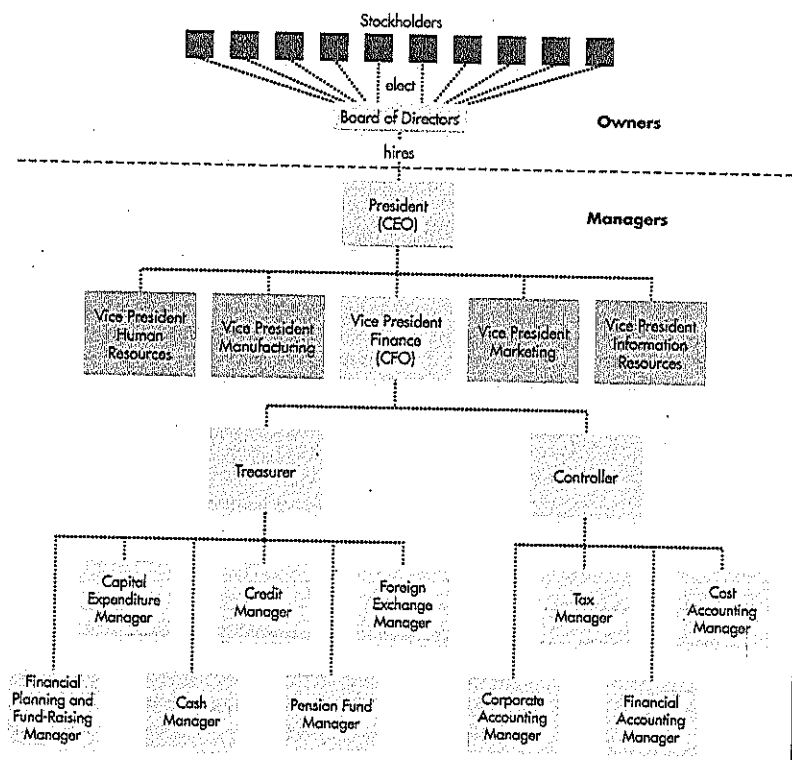 Stockholders
elect
Board of Directors
Owners
hires
President
(CEO)
Managers
Vice President
Human
Resources
Vice President
Manufacturing
Vice President
Finance
(CFO)
Vice President
Marketing
Vice President
Information
Resources
Treasurer
Controller
Capital
Expenditure
Manager
Credit
Manager
Foreign
Exchange
Manager
Tax
Manager
Cost
Accounting
Manager
Financial
Planning and
Fund-Raising
Manager
Cash
Manager
Pension Fund
Manager
Corporate
Accounting
Manager
Financial
Accounting
Manager